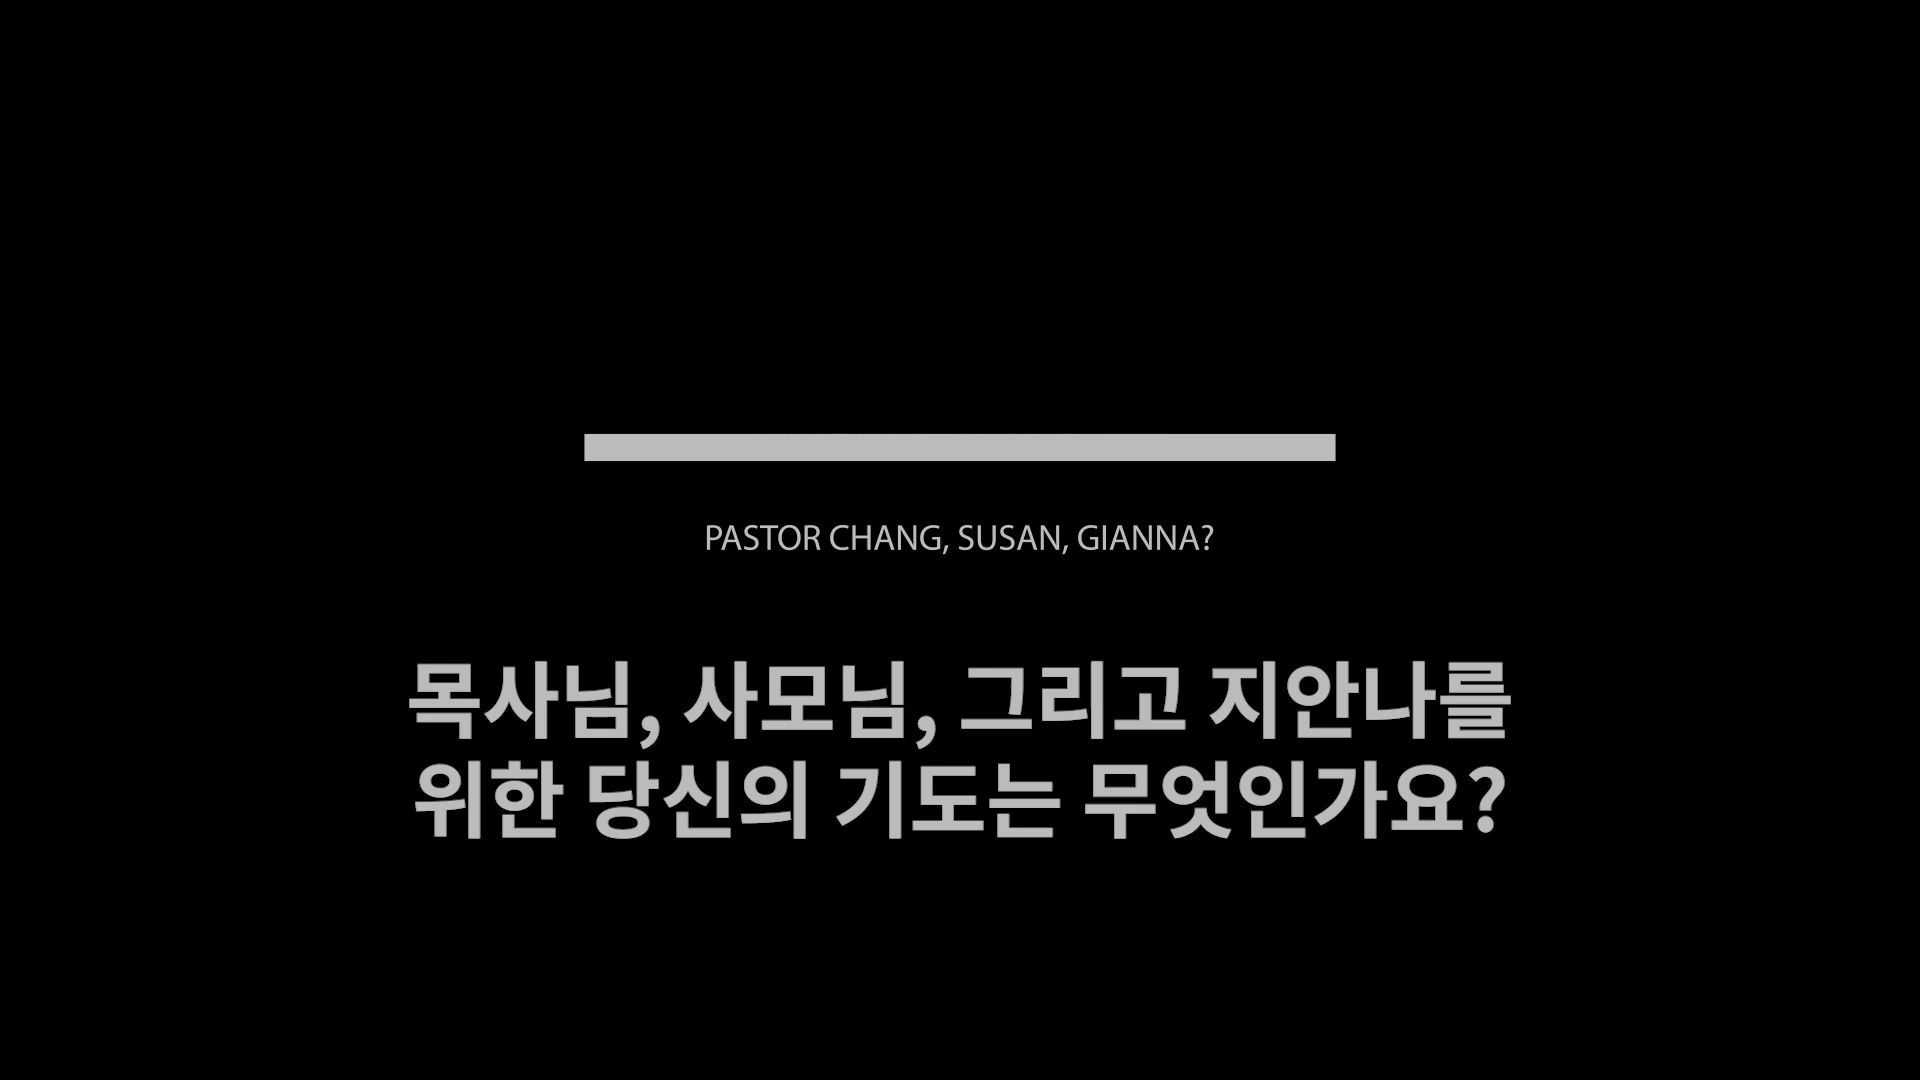 PASTOR CHANG, SUSAN, GIANNA?
목사님, 사모님, 그리고 지안나를
위한 당신의 기도는 무엇인가요?